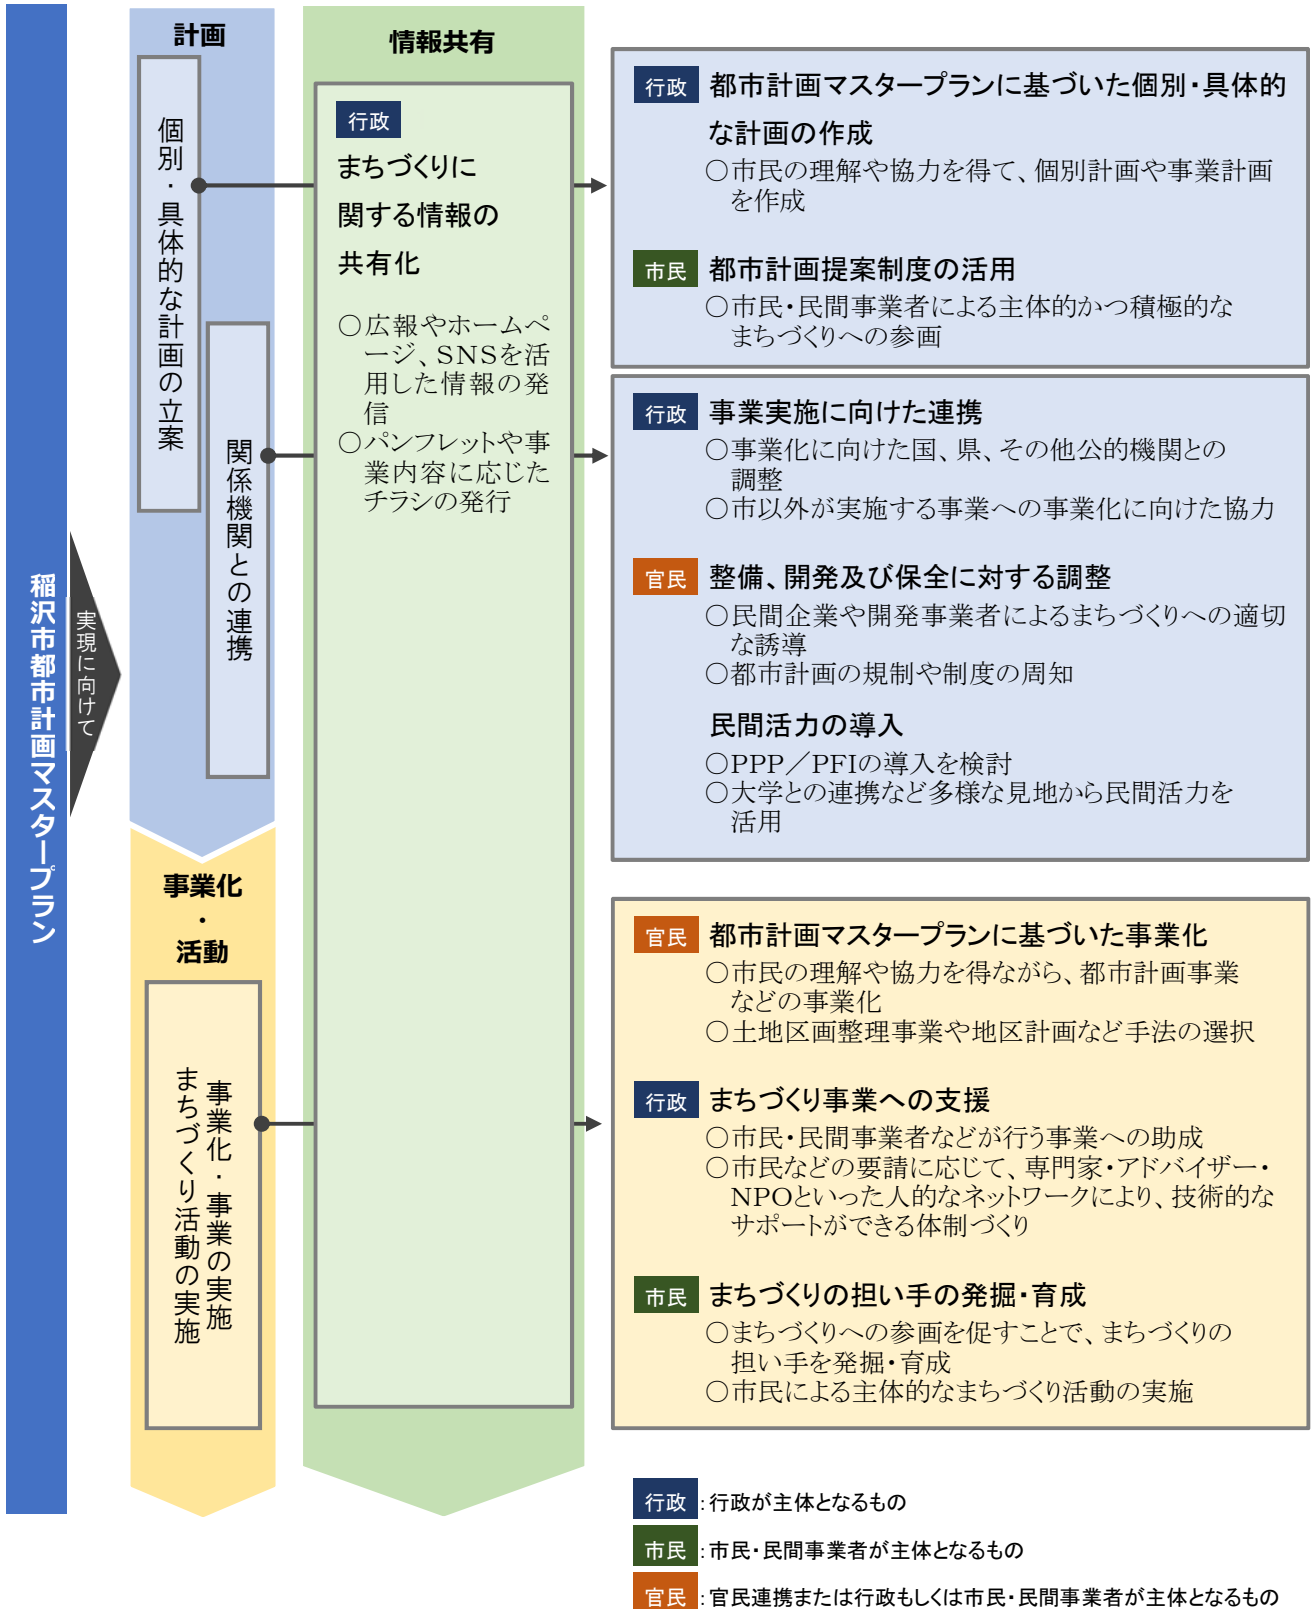 稲沢市都市計画マスタープラン
実現に向けて
計画
個別・具体的な計画の立案
関係機関との連携
事業化
・
活動
事業化・事業の実施
まちづくり活動の実施
情報共有
行政
まちづくりに
関する情報の
共有化
○広報やホームペ
ージ、SNSを活
用した情報の発
信
○パンフレットや事
業内容に応じた
チラシの発行
行政 都市計画マスタープランに基づいた個別・具体的
な計画の作成
○市民の理解や協力を得て、個別計画や事業計画
を作成
市民 都市計画提案制度の活用
○市民・民間事業者による主体的かつ積極的な
まちづくりへの参画
行政 事業実施に向けた連携
○事業化に向けた国、県、その他公的機関との
調整
○市以外が実施する事業への事業化に向けた協力
官民 整備、開発及び保全に対する調整
○民間企業や開発事業者によるまちづくりへの適切
な誘導
○都市計画の規制や制度の周知
民間活力の導入
○PPP／PFIの導入を検討
○大学との連携など多様な見地から民間活力を
活用
官民 都市計画マスタープランに基づいた事業化
○市民の理解や協力を得ながら、都市計画事業
などの事業化
○土地区画整理事業や地区計画など手法の選択
行政 まちづくり事業への支援
○市民・民間事業者などが行う事業への助成
○市民などの要請に応じて、専門家・アドバイザー・
NPOといった人的なネットワークにより、技術的な
サポートができる体制づくり
市民 まちづくりの担い手の発掘・育成
○まちづくりへの参画を促すことで、まちづくりの
担い手を発掘・育成
○市民による主体的なまちづくり活動の実施
行政：行政が主体となるもの
市民：市民・民間事業者が主体となるもの
官民：官民連携または行政もしくは市民・民間事業者が主体となるもの